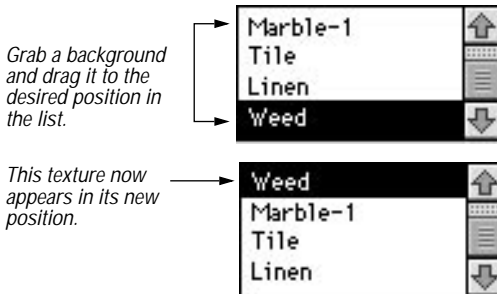 Grab a background
and drag it to the
desired position in
the list.
Marble-1
Tile
Linen
Weed
This texture now
appears in its new
position.
Weed
Marble-1
Tile
Linen